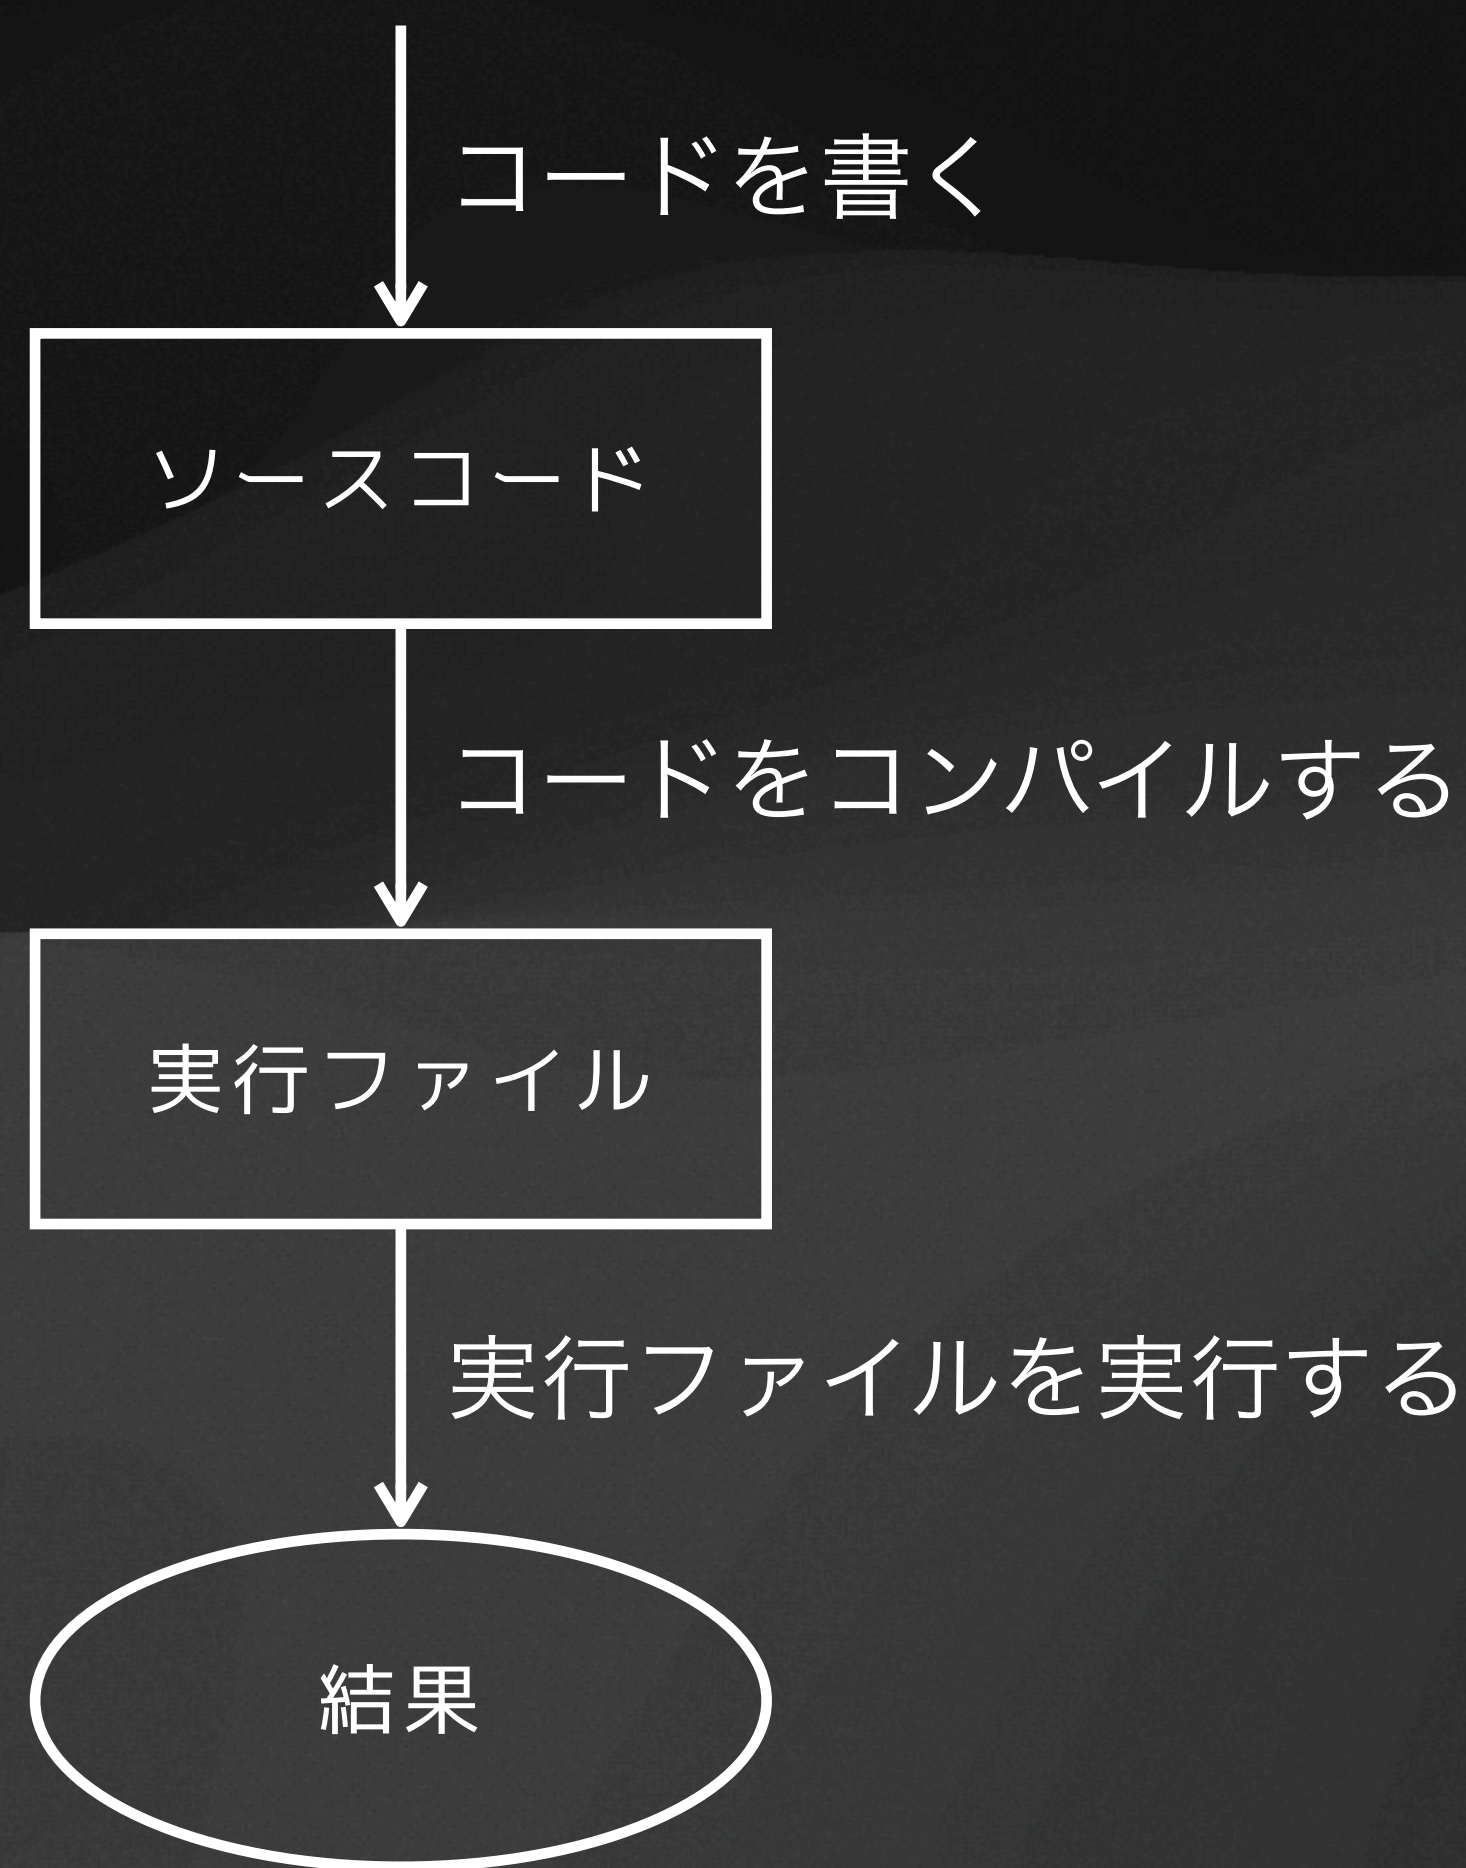 コードを書く
ソースコード
コードをコンパイルする
実行ファイル
実行ファイルを実行する
結果